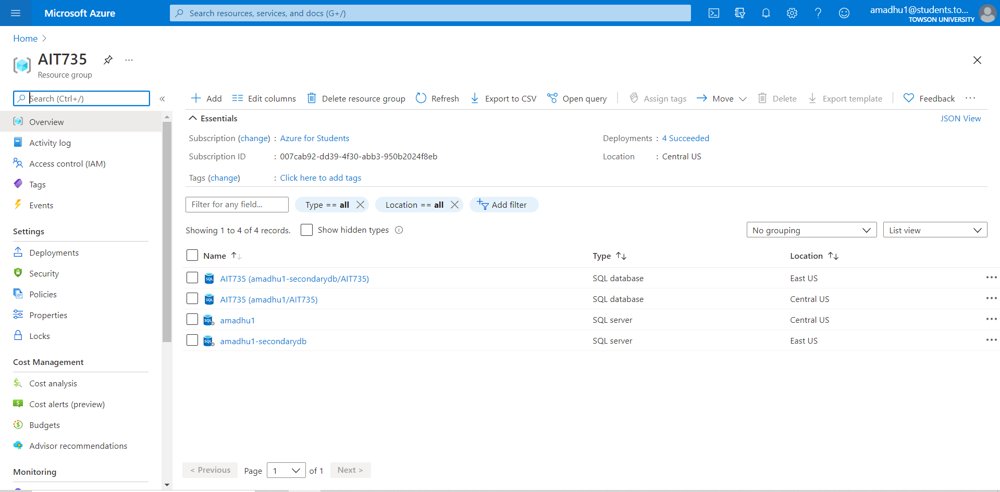 Microsoft Azure
Search resources, services, and docs (G+/)
amadhu1@students.to...
TOWSON UNIVERSITY
Home
AIT735
Resource group
Search (Ctrl+/)
«
Add
Edit columns
Delete resource group
Refresh
Export to CSV
Open query
Assign tags
Move
Delete
Export template
Feedback
Overview
Activity log
Access control (IAM)
Tags
Events
Settings
Deployments
Security
Policies
Properties
Locks
Cost Management
Cost analysis
Cost alerts (preview)
Budgets
Advisor recommendations
Monitoring
Essentials
JSON View
Subscription (change) : Azure for Students
Deployments : 4 Succeeded
Subscription ID : 007cab92-dd39-4f30-abb3-950b2024f8eb
Location : Central US
Tags (change) : Click here to add tags
Filter for any field...
Type == all
Location == all
Add filter
Showing 1 to 4 of 4 records.
Show hidden types
No grouping
List view
Name Type Location
AIT735 (amadhu1-secondarydb/AIT735) SQL database East US
AIT735 (amadhu1/AIT735) SQL database Central US
amadhu1 SQL server Central US
amadhu1-secondarydb SQL server East US
< Previous Page 1 of 1 Next >